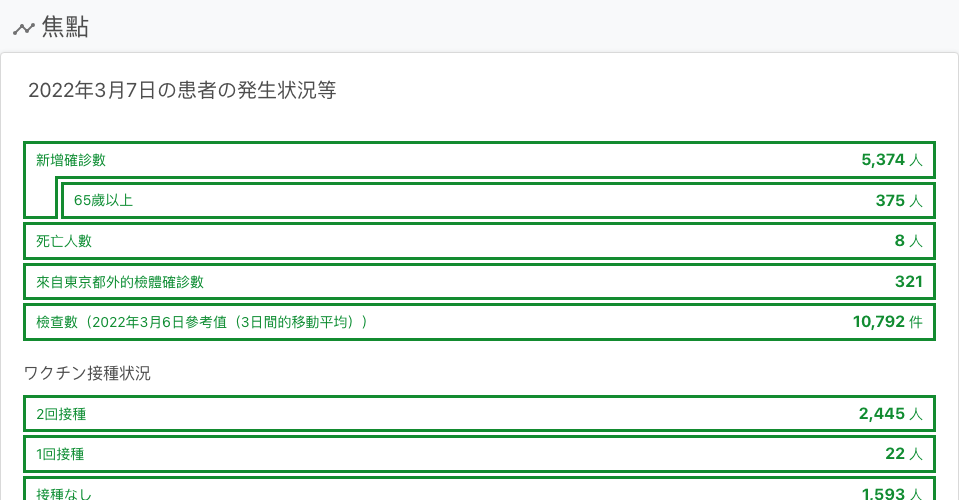 焦點
2022年3月7日の患者の発生状況等
新增確診數 5,374 人
65歲以上 375 人
死亡人數 8 人
來自東京都外的檢體確診數 321
檢查數（2022年3月6日參考值（3日間的移動平均）） 10,792 件
ワクチン接種状況
2回接種 2,445 人
1回接種 22 人
接種なし 1,593 人